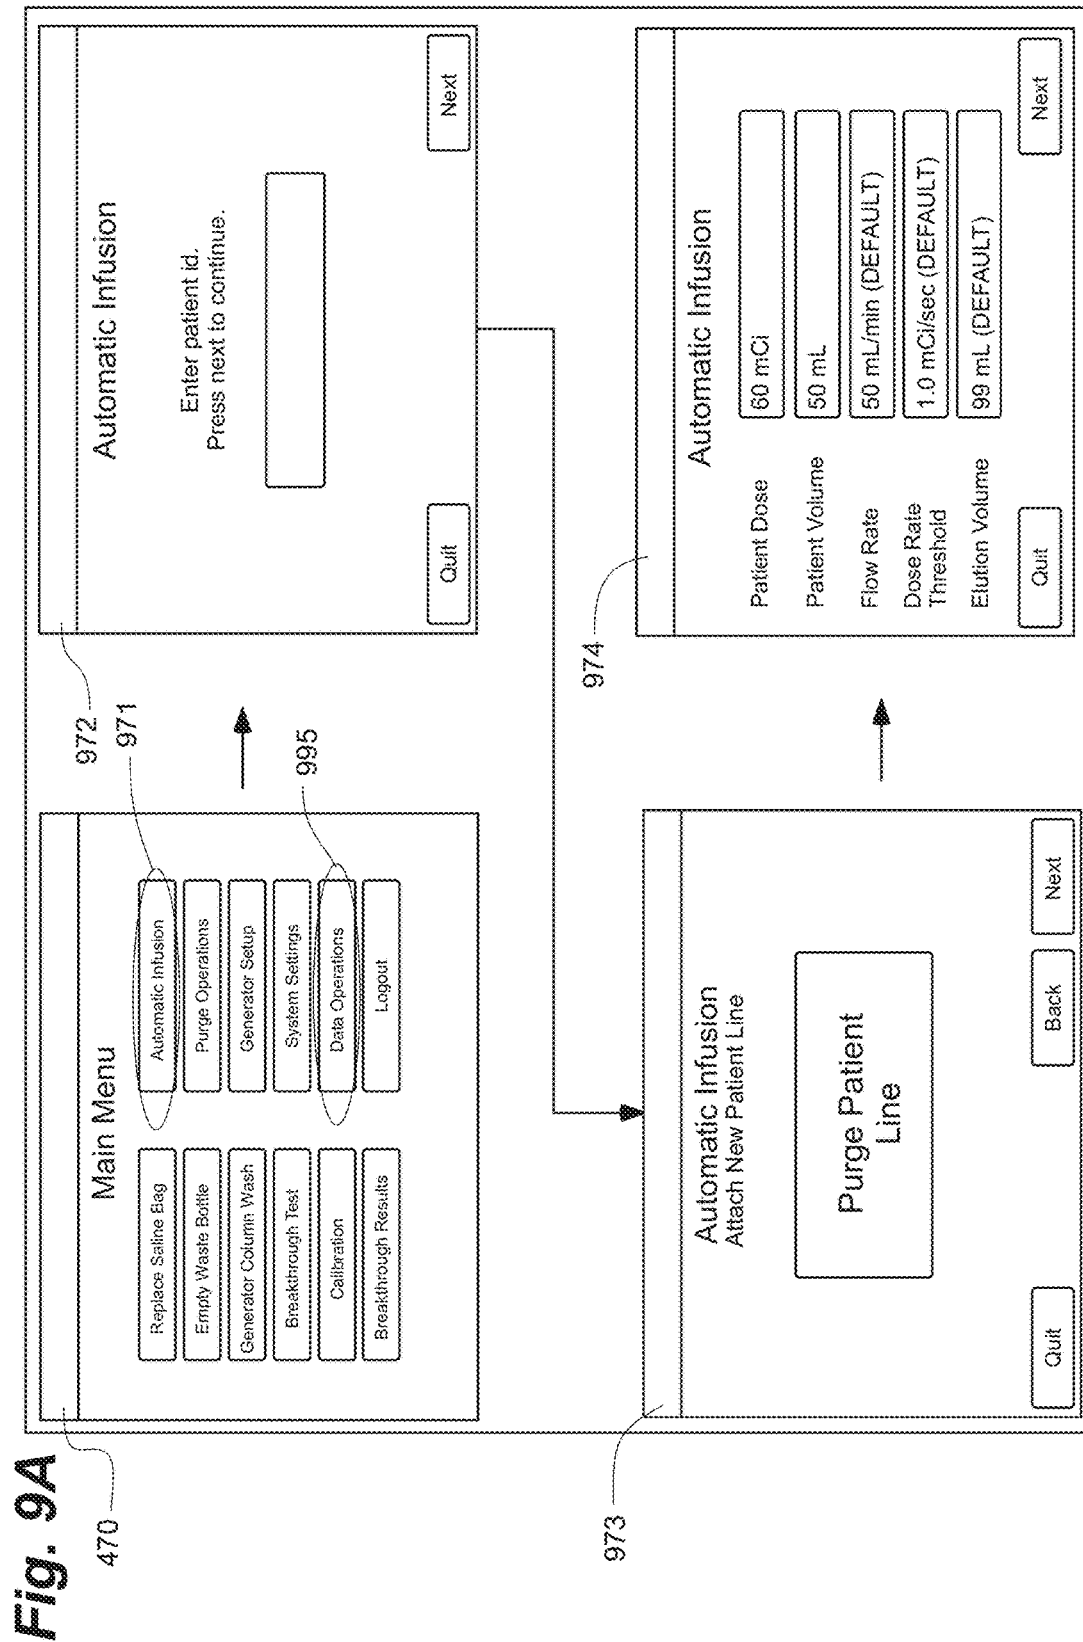 Fig. 9A
470
Main Menu
Replace Saline Bag
Empty Waste Bottle
Generator Column Wash
Breakthrough Test
Calibration
Breakthrough Results
Automatic Infusion
Purge Operations
Generator Setup
System Settings
Data Operations
Logout
971
995
972
Automatic Infusion
Enter patient id.
Press next to continue.
Quit
Next
973
Automatic Infusion
Attach New Patient Line
Purge Patient
Line
Quit
Back
Next
974
Automatic Infusion
Patient Dose
60 mCi
Patient Volume
50 mL
Flow Rate
50 mL/min (DEFAULT)
Dose Rate
Threshold
1.0 mCi/sec (DEFAULT)
Elution Volume
99 mL (DEFAULT)
Quit
Next